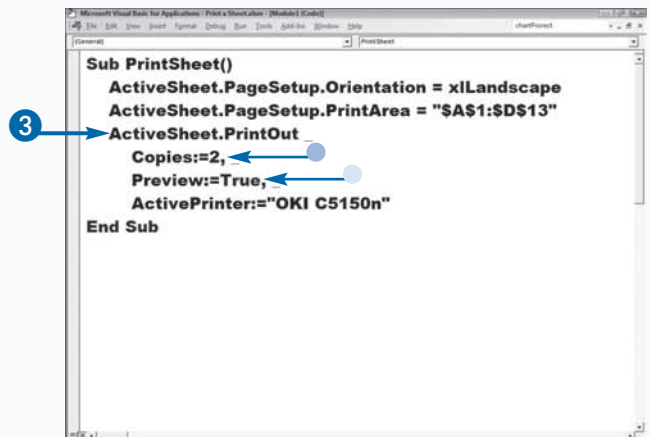 Microsoft Visual Basic for Applications - Print a Sheet.xlsm - [Module1 (Code)]
File Edit View Insert Format Debug Run Tools Add-Ins Window Help
(General) PrintSheet
Sub PrintSheet()
ActiveSheet.PageSetup.Orientation = xlLandscape
ActiveSheet.PageSetup.PrintArea = "$A$1:$D$13"
3 ActiveSheet.PrintOut _
Copies:=2, _
Preview:=True, _
ActivePrinter:="OKI C5150n"
End Sub